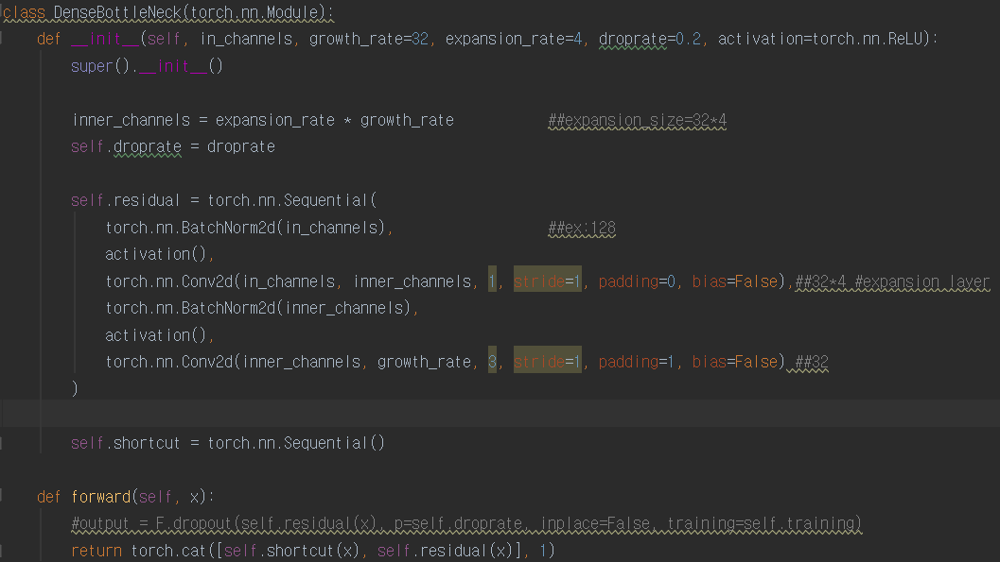 class DenseBottleNeck(torch.nn.Module):
    def __init__(self, in_channels, growth_rate=32, expansion_rate=4, droprate=0.2, activation=torch.nn.ReLU):
        super().__init__()

        inner_channels = expansion_rate * growth_rate           ##expansion_size=32*4
        self.droprate = droprate

        self.residual = torch.nn.Sequential(
            torch.nn.BatchNorm2d(in_channels),                  ##ex:128
            activation(),
            torch.nn.Conv2d(in_channels, inner_channels, 1, stride=1, padding=0, bias=False),##32*4 #expansion layer
            torch.nn.BatchNorm2d(inner_channels),
            activation(),
            torch.nn.Conv2d(inner_channels, growth_rate, 3, stride=1, padding=1, bias=False) ##32
        )

        self.shortcut = torch.nn.Sequential()

    def forward(self, x):
        #output = F.dropout(self.residual(x), p=self.droprate, inplace=False, training=self.training)
        return torch.cat([self.shortcut(x), self.residual(x)], 1)